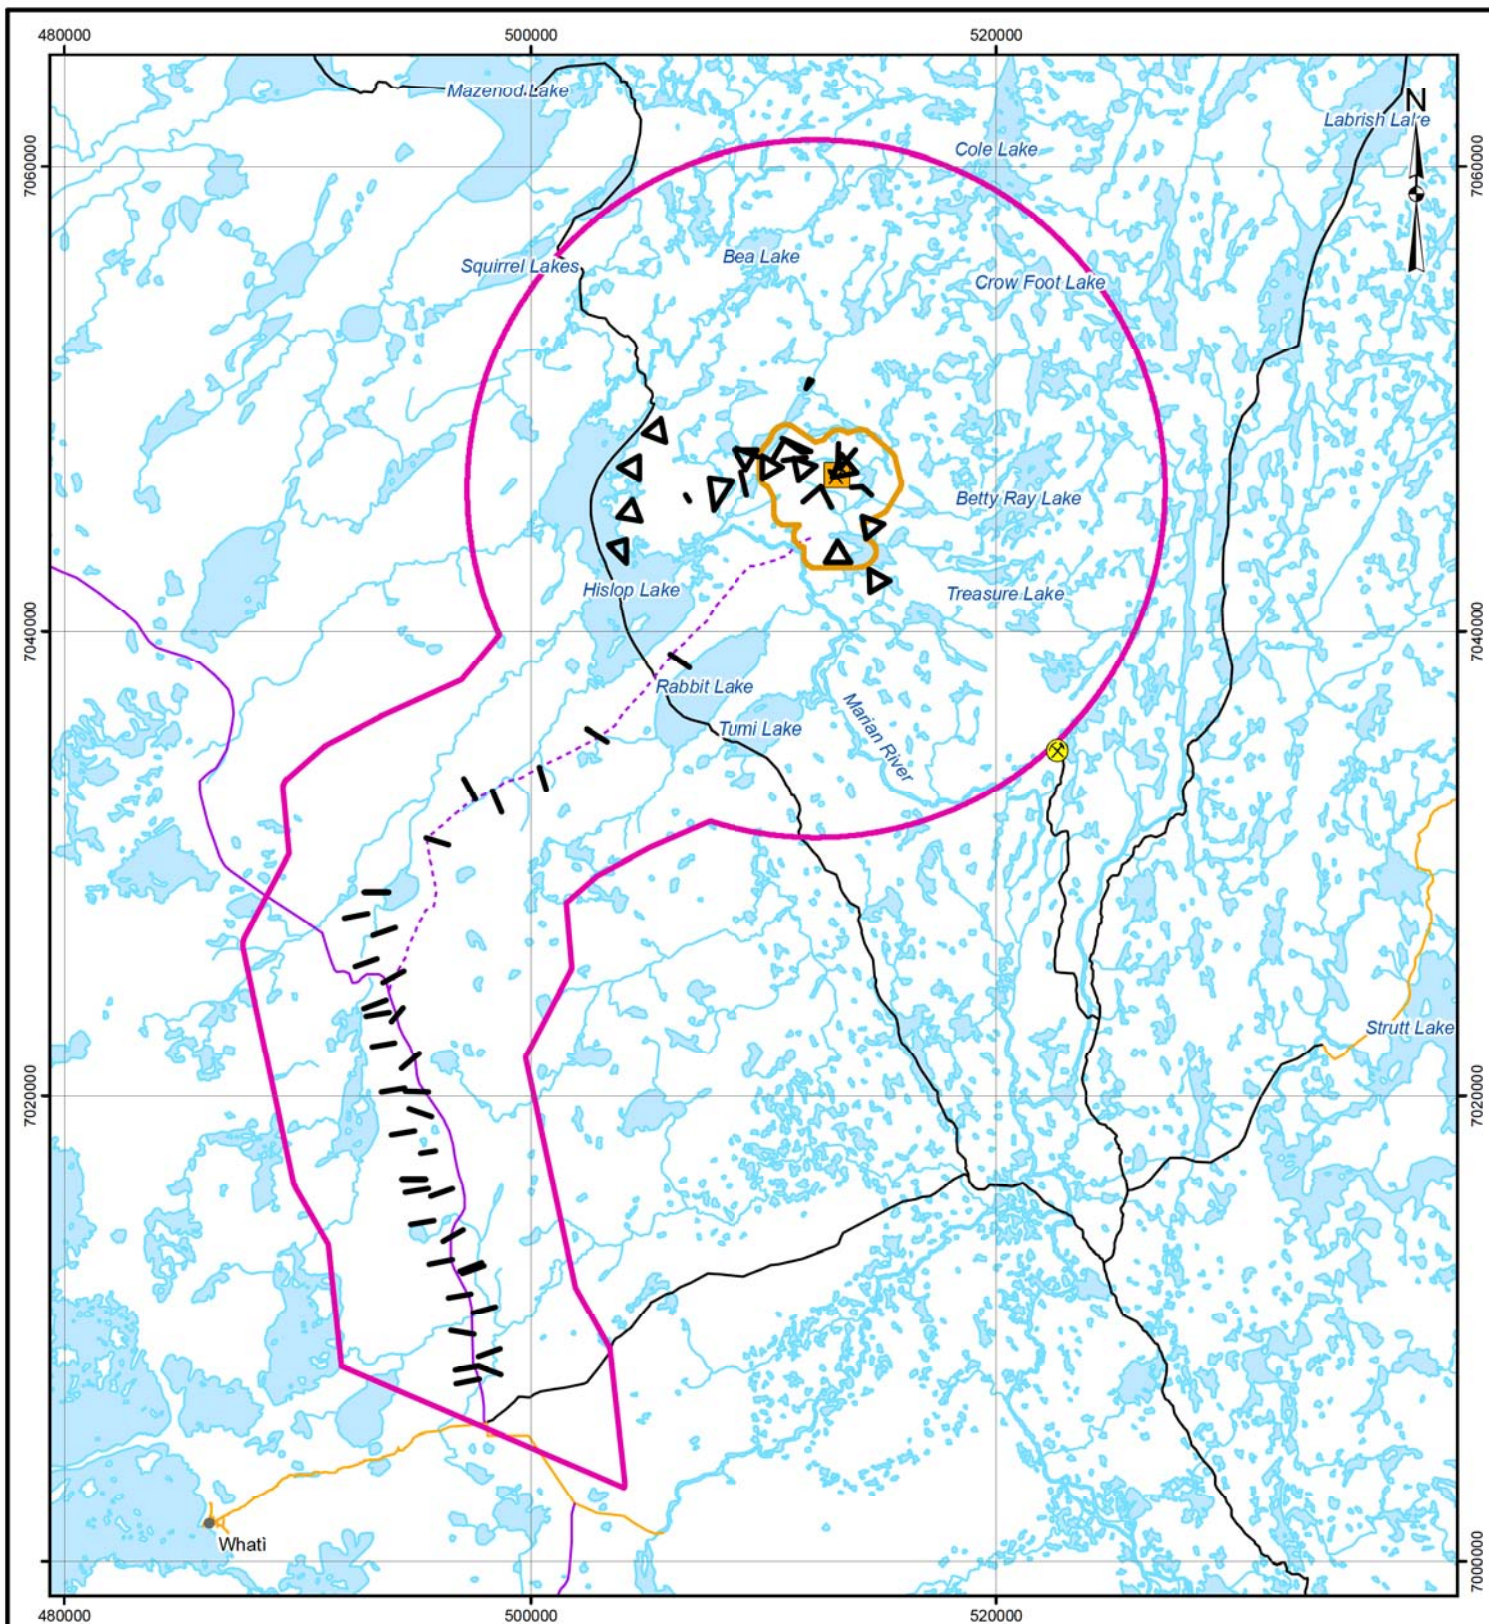 480000
500000
520000
Mazenod Lake
N
Labrish Lake
Cole Lake
7060000
7060000
Bea Lake
Squirrel Lakes
Crow Foot Lake
Betty Ray Lake
Hislop Lake
Treasure Lake
7040000
7040000
Rabbit Lake
Marian River
Tumi Lake
Strutt Lake
7020000
7020000
Whati
7000000
7000000
480000
500000
520000